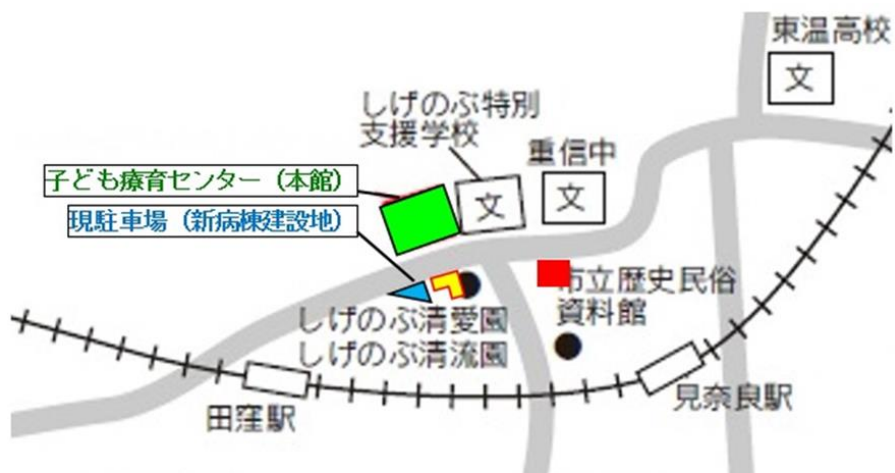 東温高校
文
しげのぶ特別
支援学校
重信中
子ども療育センター（本館）
文
文
現駐車場（新病棟建設地）
市立歴史民俗
資料館
しげのぶ清愛園
しげのぶ清流園
見奈良駅
田窪駅